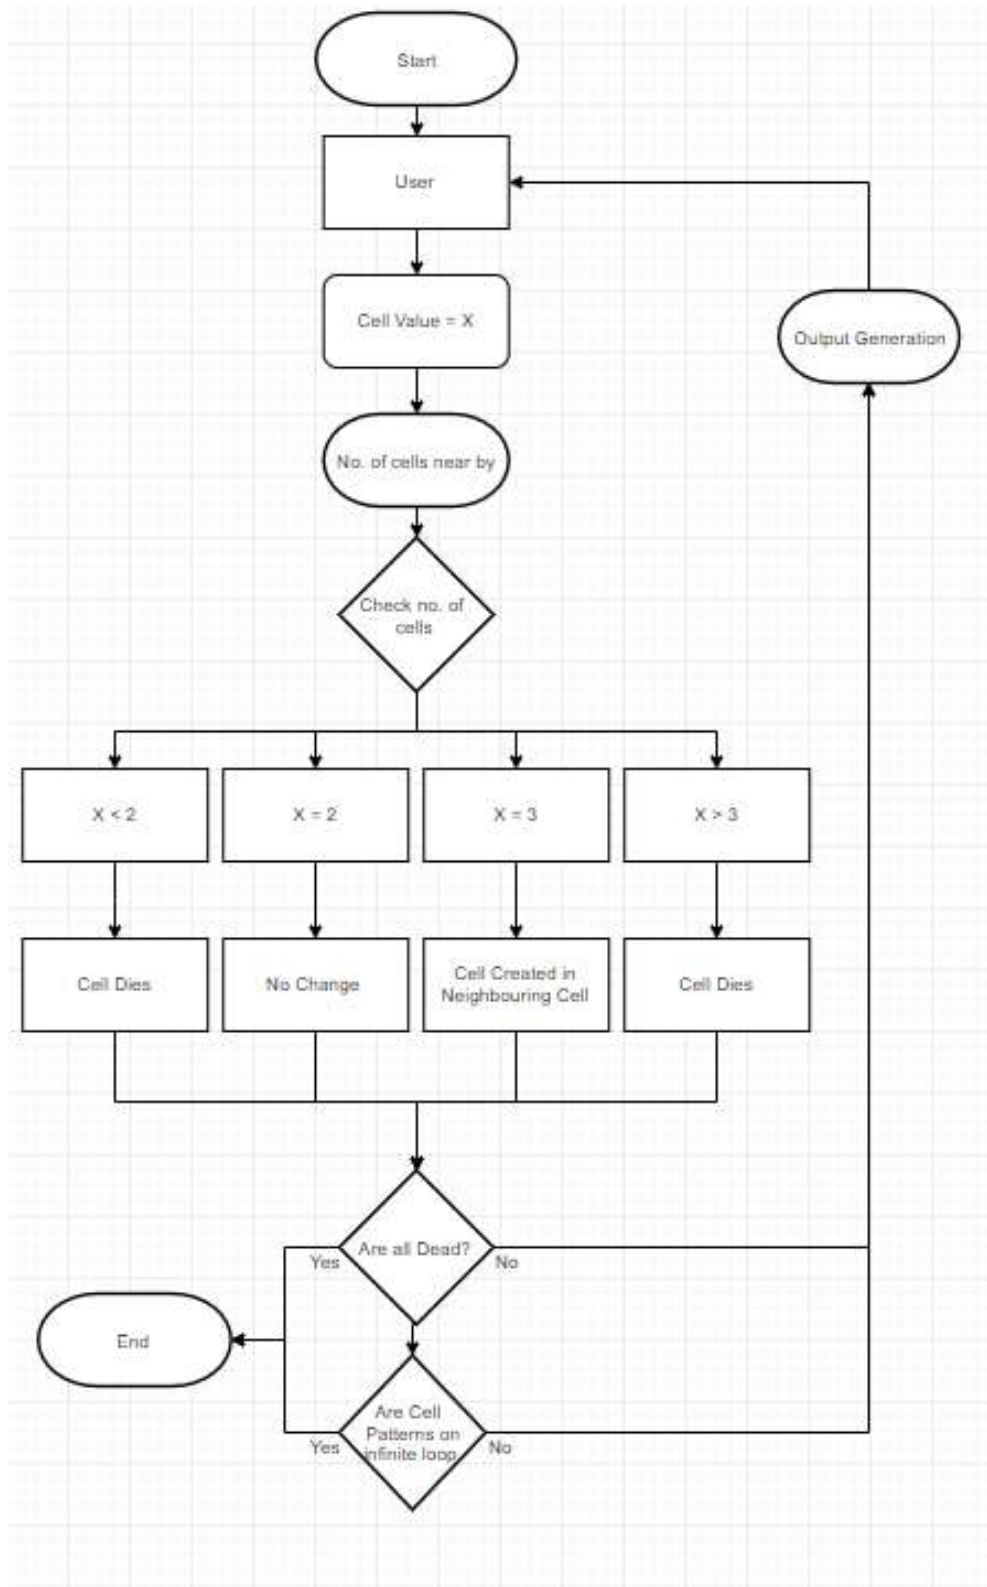 Start
User
Cell Value = X
Output Generation
No. of cells near by
Check no. of
cells
X < 2
X = 2
X = 3
X > 3
Cell Dies
No Change
Cell Created in
Neighbouring Cell
Cell Dies
Are all Dead?
Yes
No
End
Are Cell
Patterns on
infinite loop
Yes
No